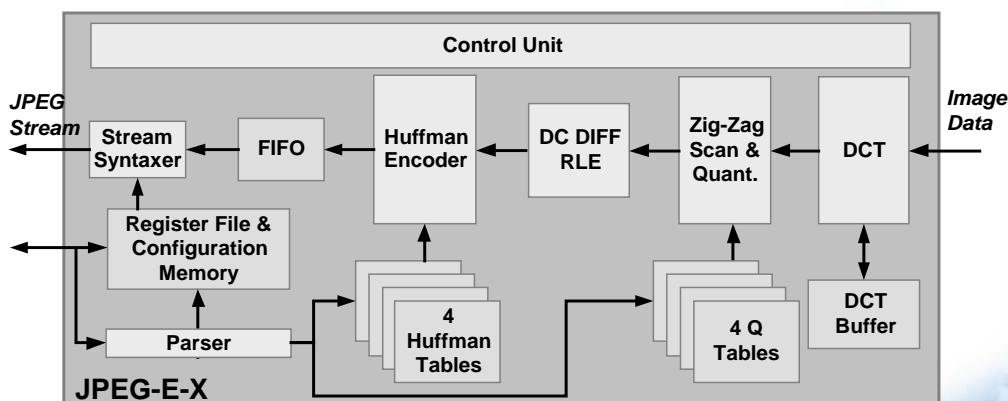 Control Unit
JPEG
Stream
Stream
Syntaxer
FIFO
Huffman
Encoder
DC DIFF
RLE
Zig-Zag
Scan &
Quant.
DCT
Image
Data
Register File &
Configuration
Memory
Parser
4
Huffman
Tables
4 Q
Tables
DCT
Buffer
JPEG-E-X